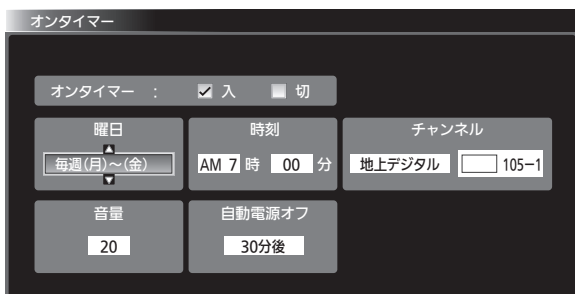 オンタイマー
オンタイマー : 入 切
曜日 時刻 チャンネル
毎週(月)~(金) AM 7 時 00 分 地上デジタル 105-1
音量 自動電源オフ
20 30分後